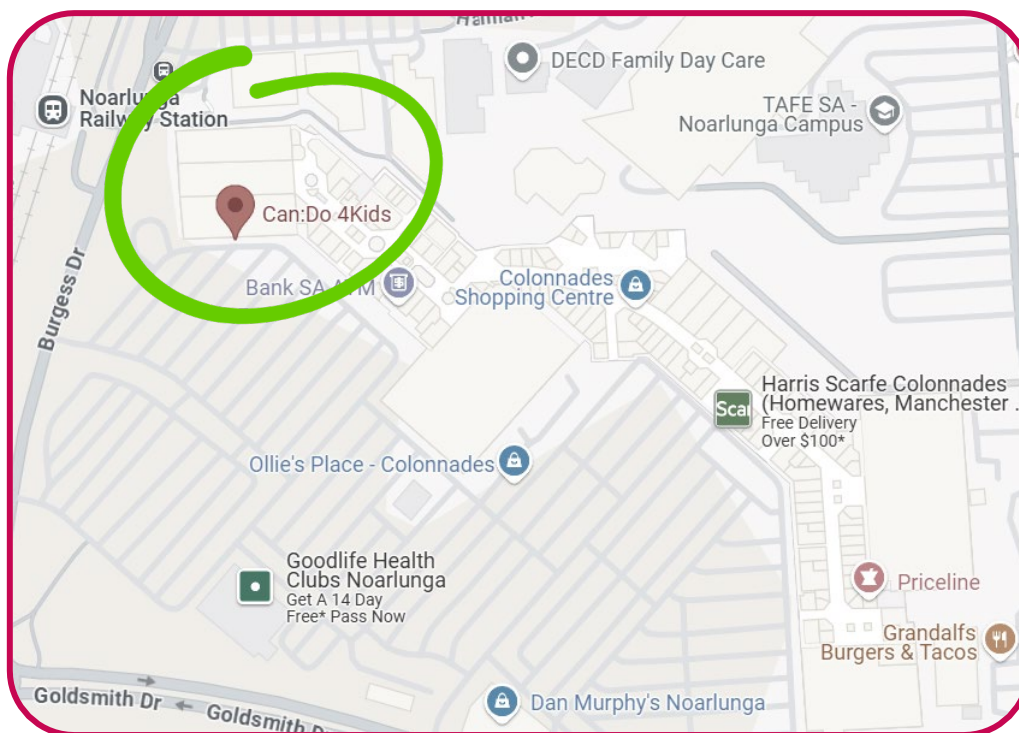 DECD Family Day Care
TAFE SA -
Noarlunga Campus
Noarlunga
Railway Station
Can:Do 4Kids
Bank SA ATM
Colonnades
Shopping Centre
Burgess Dr
Scar
Harris Scarfe Colonnades
(Homewares, Manchester ...
Free Delivery
Over $100*
Ollie's Place - Colonnades
Goodlife Health
Clubs Noarlunga
Get A 14 Day
Free* Pass Now
Priceline
Grandalfs
Burgers & Tacos
Dan Murphy's Noarlunga
Goldsmith Dr
Goldsmith D